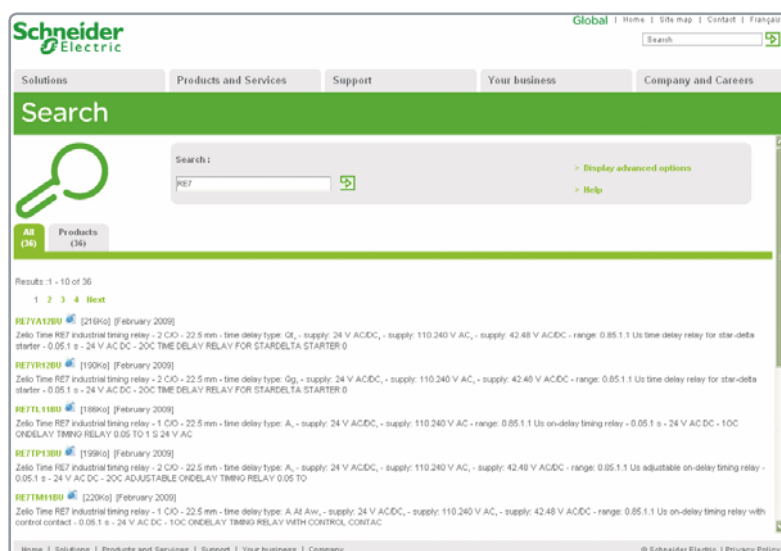 Schneider
Electric
Global | Home | Site map | Contact | Français
Search
Solutions
Products and Services
Support
Your business
Company and Careers
Search
Search :
RE7
> Display advanced options
> Help
All
(36)
Products
(36)
Results :1 - 10 of 36
1 2 3 4 Next
RE7YA12BU [216Ko] [February 2009]
Zelio Time RE7 industrial timing relay - 2 C/O - 22.5 mm - time delay type: Qt, - supply: 24 V AC/DC, - supply: 110.240 V AC, - supply: 42.48 V AC/DC - range: 0.85.1.1 Us time delay relay for star-delta
starter - 0.05.1 s - 24 V AC DC - 2OC TIME DELAY RELAY FOR STARDELTA STARTER 0
RE7YR12BU [190Ko] [February 2009]
Zelio Time RE7 industrial timing relay - 2 C/O - 22.5 mm - time delay type: Qg, - supply: 24 V AC/DC, - supply: 110.240 V AC, - supply: 42.48 V AC/DC - range: 0.85.1.1 Us time delay relay for star-delta
starter - 0.05.1 s - 24 V AC DC - 2OC TIME DELAY RELAY FOR STARDELTA STARTER 0
RE7TL11BU [186Ko] [February 2009]
Zelio Time RE7 industrial timing relay - 1 C/O - 22.5 mm - time delay type: A, - supply: 24 V AC/DC, - supply: 110.240 V AC - range: 0.85.1.1 Us on-delay timing relay - 0.05.1 s - 24 V AC DC - 1OC
ONDELAY TIMING RELAY 0.05 TO 1 S 24 V AC
RE7TP13BU [199Ko] [February 2009]
Zelio Time RE7 industrial timing relay - 2 C/O - 22.5 mm - time delay type: A, - supply: 24 V AC/DC, - supply: 110.240 V AC, - supply: 42.48 V AC/DC - range: 0.85.1.1 Us adjustable on-delay timing relay -
0.05.1 s - 24 V AC DC - 2OC ADJUSTABLE ONDELAY TIMING RELAY 0.05 TO
RE7TM11BU [220Ko] [February 2009]
Zelio Time RE7 industrial timing relay - 1 C/O - 22.5 mm - time delay type: A At Aw, - supply: 24 V AC/DC, - supply: 110.240 V AC, - supply: 42.48 V AC/DC - range: 0.85.1.1 Us on-delay timing relay with
control contact - 0.05.1 s - 24 V AC DC - 1OC ONDELAY TIMING RELAY WITH CONTROL CONTAC
Home | Solutions | Products and Services | Support | Your business | Company
© Schneider Electric | Privacy Policy